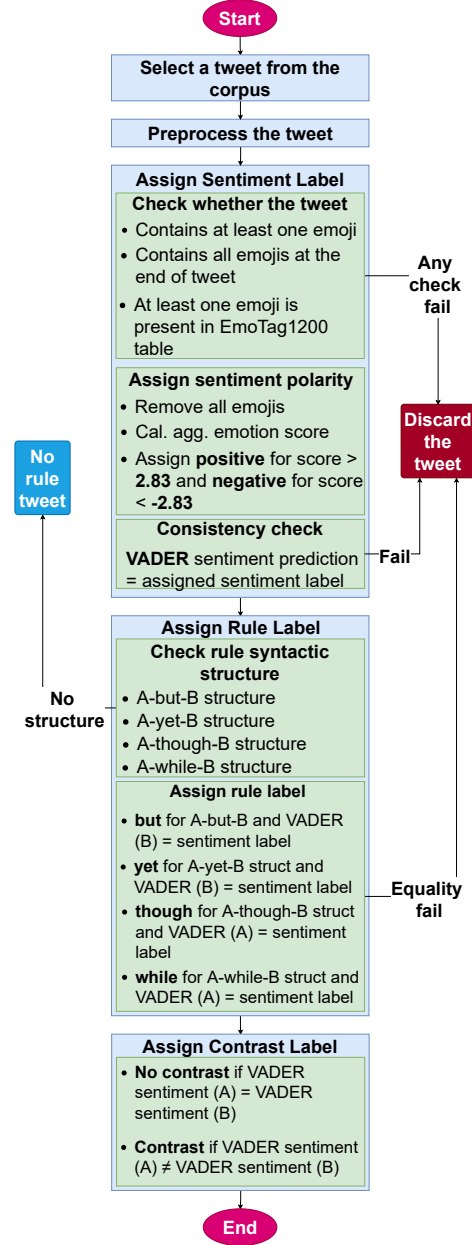 Start
Select a tweet from the
corpus
Preprocess the tweet
Assign Sentiment Label
Check whether the tweet
• Contains at least one emoji
• Contains all emojis at the
end of tweet
• At least one emoji is
present in EmoTag1200
table
Any
check
fail
Assign sentiment polarity
• Remove all emojis
• Cal. agg. emotion score
• Assign positive for score >
2.83 and negative for score
< -2.83
Discard
the
tweet
No
rule
tweet
Consistency check
VADER sentiment prediction
= assigned sentiment label
Fail
Assign Rule Label
Check rule syntactic
structure
• A-but-B structure
• A-yet-B structure
• A-though-B structure
• A-while-B structure
No
structure
Assign rule label
• but for A-but-B and VADER
(B) = sentiment label
• yet for A-yet-B struct and
VADER (B) = sentiment label
• though for A-though-B struct
and VADER (A) = sentiment
label
• while for A-while-B struct and
VADER (A) = sentiment label
Equality
fail
Assign Contrast Label
• No contrast if VADER
sentiment (A) = VADER
sentiment (B)
• Contrast if VADER sentiment
(A) ≠ VADER sentiment (B)
End